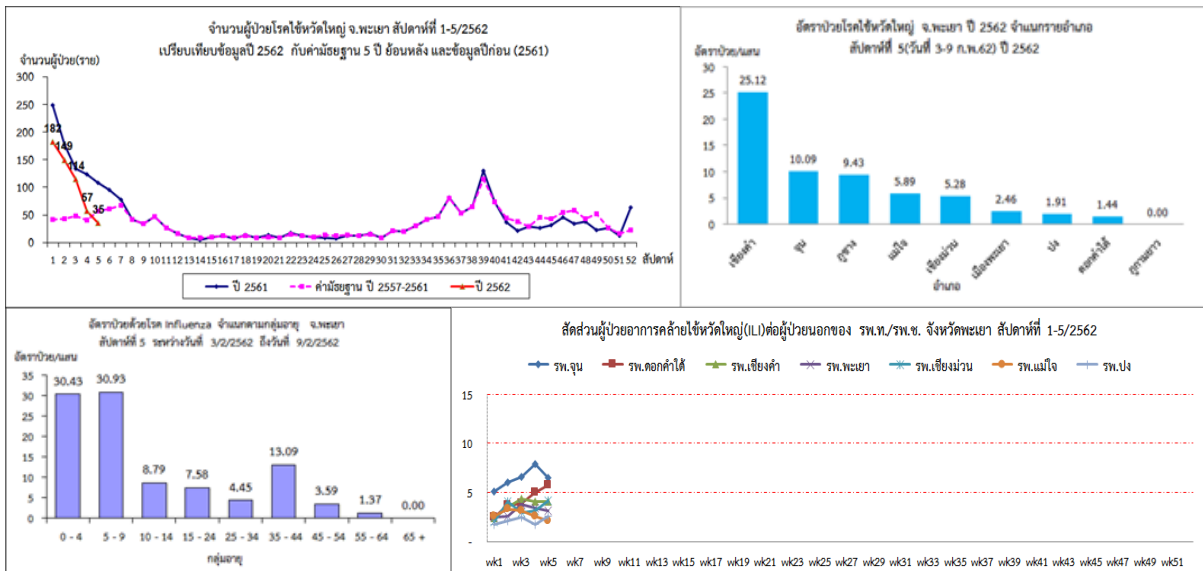 จำนวนผู้ป่วยโรคไข้หวัดใหญ่ จ.พะเยา สัปดาห์ที่ 1-5/2562
เปรียบเทียบข้อมูลปี 2562 กับค่ามัธยฐาน 5 ปี ย้อนหลัง และข้อมูลปีก่อน (2561)
จำนวนผู้ป่วย(ราย)
300
250
200
150
100
50
0
182
149
114
57
35
1 2 3 4 5 6 7 8 9 10 11 12 13 14 15 16 17 18 19 20 21 22 23 24 25 26 27 28 29 30 31 32 33 34 35 36 37 38 39 40 41 42 43 44 45 46 47 48 49 50 51 52 สัปดาห์
ปี 2561 ค่ามัธยฐาน ปี 2557-2561 ปี 2562
อัตราป่วยโรคไข้หวัดใหญ่ จ.พะเยา ปี 2562 จำแนกรายอำเภอ
สัปดาห์ที่ 5(วันที่ 3-9 ก.พ.62) ปี 2562
อัตราป่วย/แสน
30
25
20
15
10
5
0
25.12
10.09
9.43
5.89
5.28
2.46
1.91
1.44
0.00
เชียงคำ
จุน
ภูซาง
แม่ใจ
เชียงม่วน
เมืองพะเยา
ปง
ดอกคำใต้
ภูกามยาว
อำเภอ
อัตราป่วยด้วยโรค Influenza จำแนกตามกลุ่มอายุ จ.พะเยา
สัปดาห์ที่ 5 ระหว่างวันที่ 3/2/2562 ถึงวันที่ 9/2/2562
อัตราป่วย/แสน
35
30
25
20
15
10
5
0
30.43
30.93
8.79
7.58
4.45
13.09
3.59
1.37
0.00
0 - 4 5 - 9 10 - 14 15 - 24 25 - 34 35 - 44 45 - 54 55 - 64 65 +
กลุ่มอายุ
สัดส่วนผู้ป่วยอาการคล้ายไข้หวัดใหญ่(ILI)ต่อผู้ป่วยนอกของ รพ.ท./รพ.ช. จังหวัดพะเยา สัปดาห์ที่ 1-5/2562
รพ.จุน รพ.ดอกคำใต้ รพ.เชียงคำ รพ.พะเยา รพ.เชียงม่วน รพ.แม่ใจ รพ.ปง
15
10
5
-
wk1 wk3 wk5 wk7 wk9 wk11 wk13 wk15 wk17 wk19 wk21 wk23 wk25 wk27 wk29 wk31 wk33 wk35 wk37 wk39 wk41 wk43 wk45 wk47 wk49 wk51